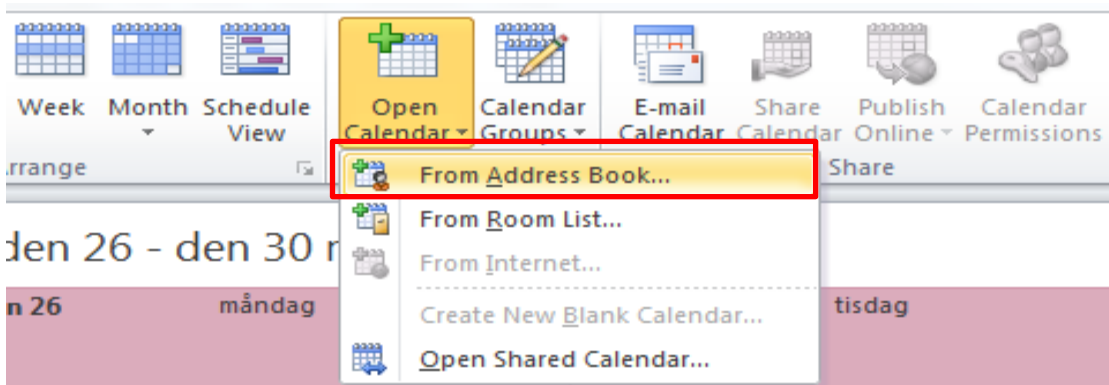 Week Month Schedule View
Open Calendar Calendar Groups
E-mail Calendar Share Calendar Publish Online Calendar Permissions
rrange Share
From Address Book...
From Room List...
den 26 - den 30
From Internet...
n 26 måndag tisdag
Create New Blank Calendar...
Open Shared Calendar...